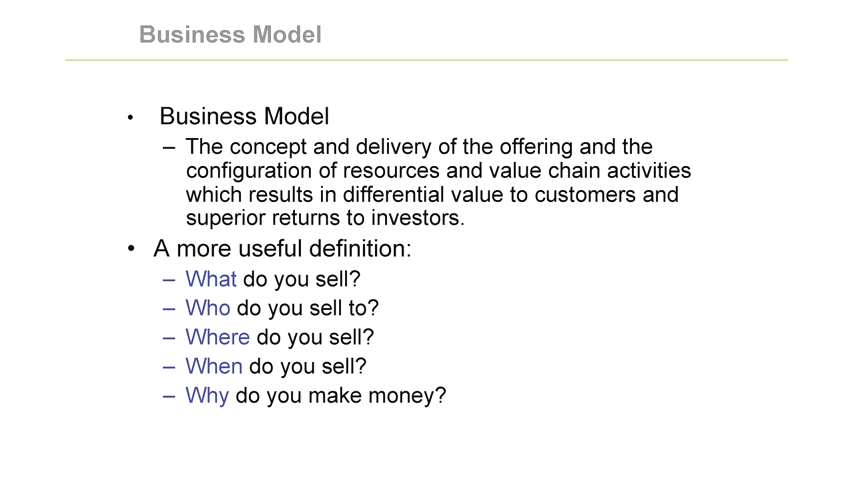 Business Model
• Business Model
– The concept and delivery of the offering and the
configuration of resources and value chain activities
which results in differential value to customers and
superior returns to investors.
• A more useful definition:
– What do you sell?
– Who do you sell to?
– Where do you sell?
– When do you sell?
– Why do you make money?